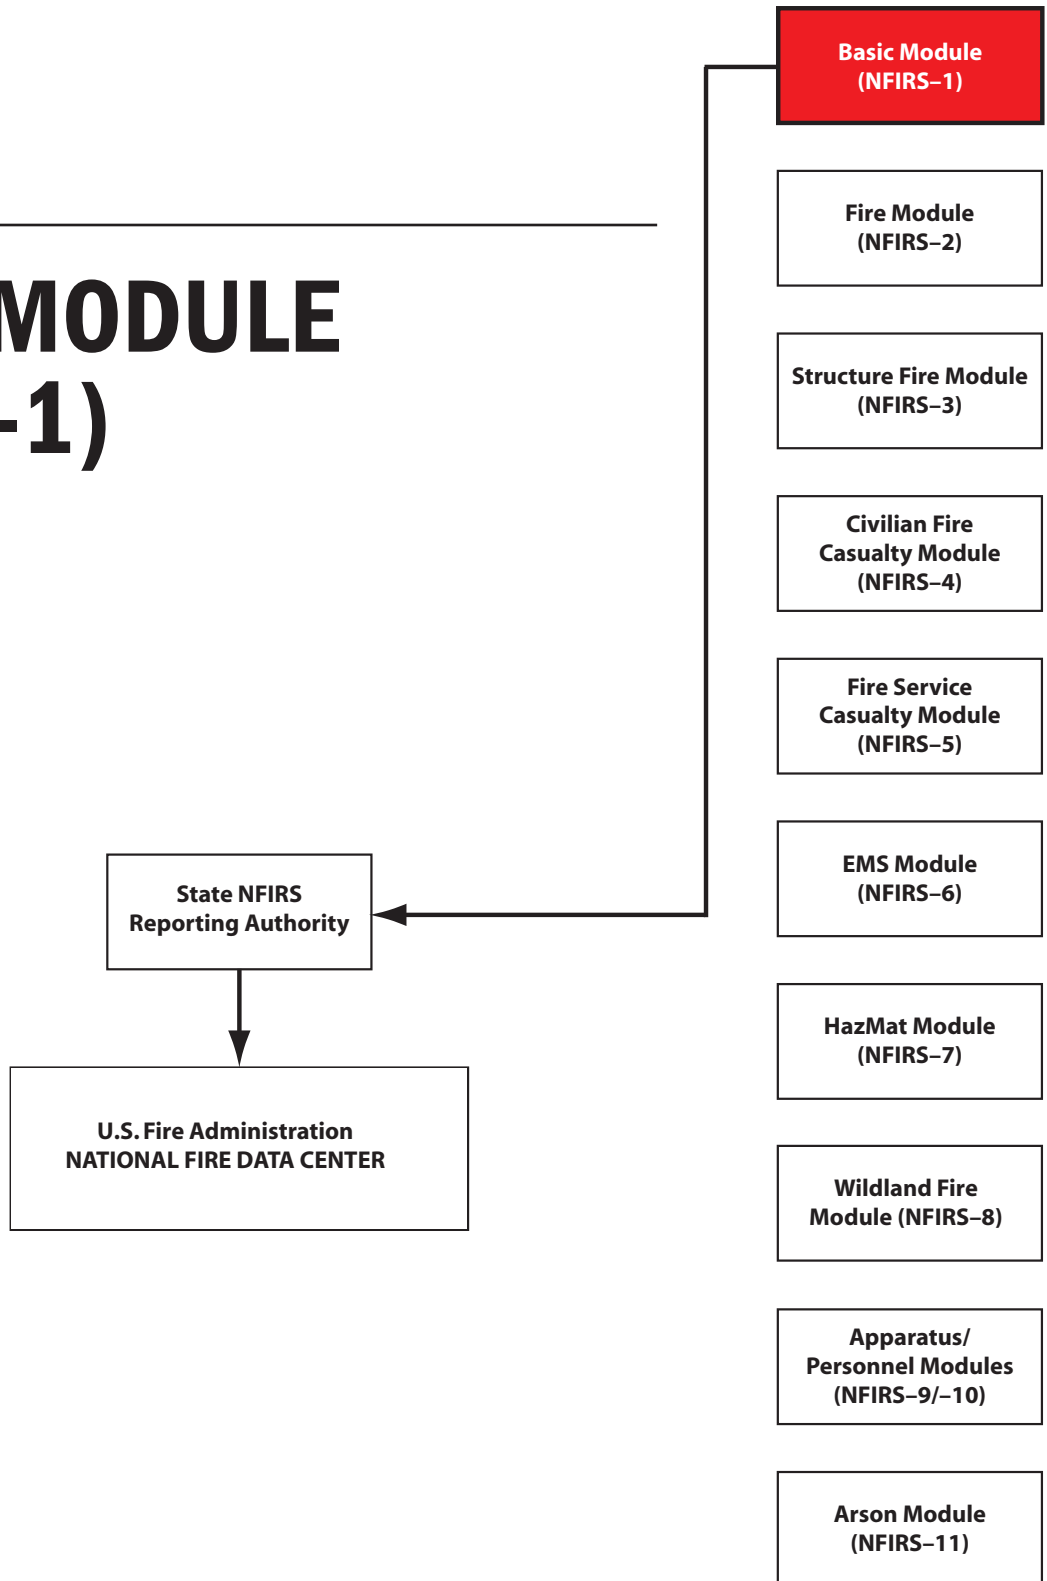 MODULE
-1)
Basic Module
(NFIRS–1)
Fire Module
(NFIRS–2)
Structure Fire Module
(NFIRS–3)
Civilian Fire
Casualty Module
(NFIRS–4)
Fire Service
Casualty Module
(NFIRS–5)
EMS Module
(NFIRS–6)
HazMat Module
(NFIRS–7)
Wildland Fire
Module (NFIRS–8)
Apparatus/
Personnel Modules
(NFIRS–9/–10)
Arson Module
(NFIRS–11)
State NFIRS
Reporting Authority
U.S. Fire Administration
NATIONAL FIRE DATA CENTER